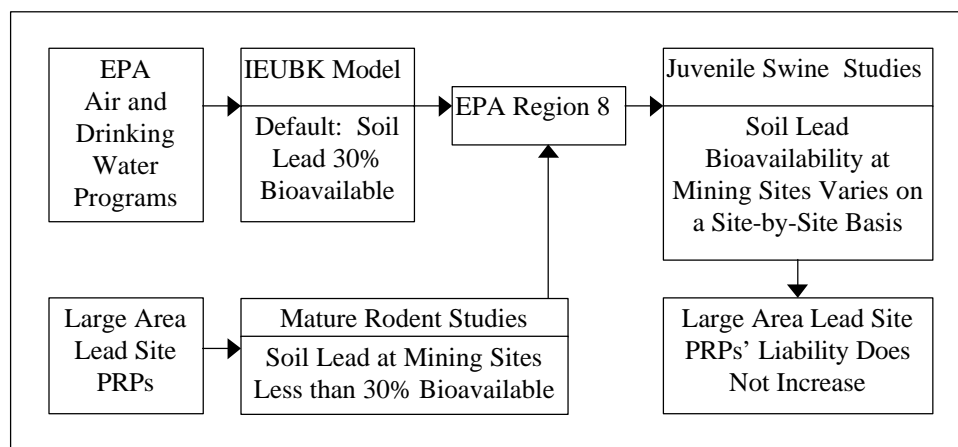 EPA
Air and
Drinking
Water
Programs
IEUBK Model
Default: Soil
Lead 30%
Bioavailable
EPA Region 8
Juvenile Swine Studies
Soil Lead
Bioavailability at
Mining Sites Varies on
a Site-by-Site Basis
Large Area
Lead Site
PRPs
Mature Rodent Studies
Soil Lead at Mining Sites
Less than 30% Bioavailable
Large Area Lead Site
PRPs’ Liability Does
Not Increase